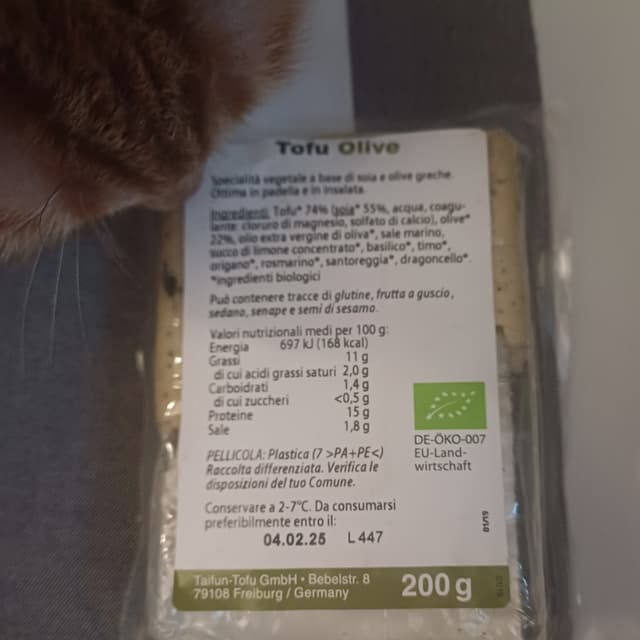 Tofu Olive
Specialità vegetale a base di soia e olive greche.
Ottima in padella e in insalata.
Ingredienti: Tofu* 74% (soia* 55%, acqua, coagu-
lante: cloruro di magnesio, solfato di calcio), olive*
22%, olio extra vergine di oliva*, sale marino,
succo di limone concentrato*, basilico*, timo*,
origano*, rosmarino*, santoreggia*, dragoncello*.
*ingredienti biologici
Può contenere tracce di glutine, frutta a guscio,
sedano, senape e semi di sesamo.
Valori nutrizionali medi per 100 g:
Energia 697 kJ (168 kcal)
Grassi 11 g
di cui acidi grassi saturi 2,0 g
Carboidrati 1,4 g
di cui zuccheri <0,5 g
Proteine 15 g
Sale 1,8 g
DE-ÖKO-007
EU-Land-
wirtschaft
PELLICOLA: Plastica (7 >PA+PE<)
Raccolta differenziata. Verifica le
disposizioni del tuo Comune.
Conservare a 2-7°C. Da consumarsi
preferibilmente entro il:
04.02.25 L447
Taifun-Tofu GmbH • Bebelstr. 8
79108 Freiburg / Germany
200 g